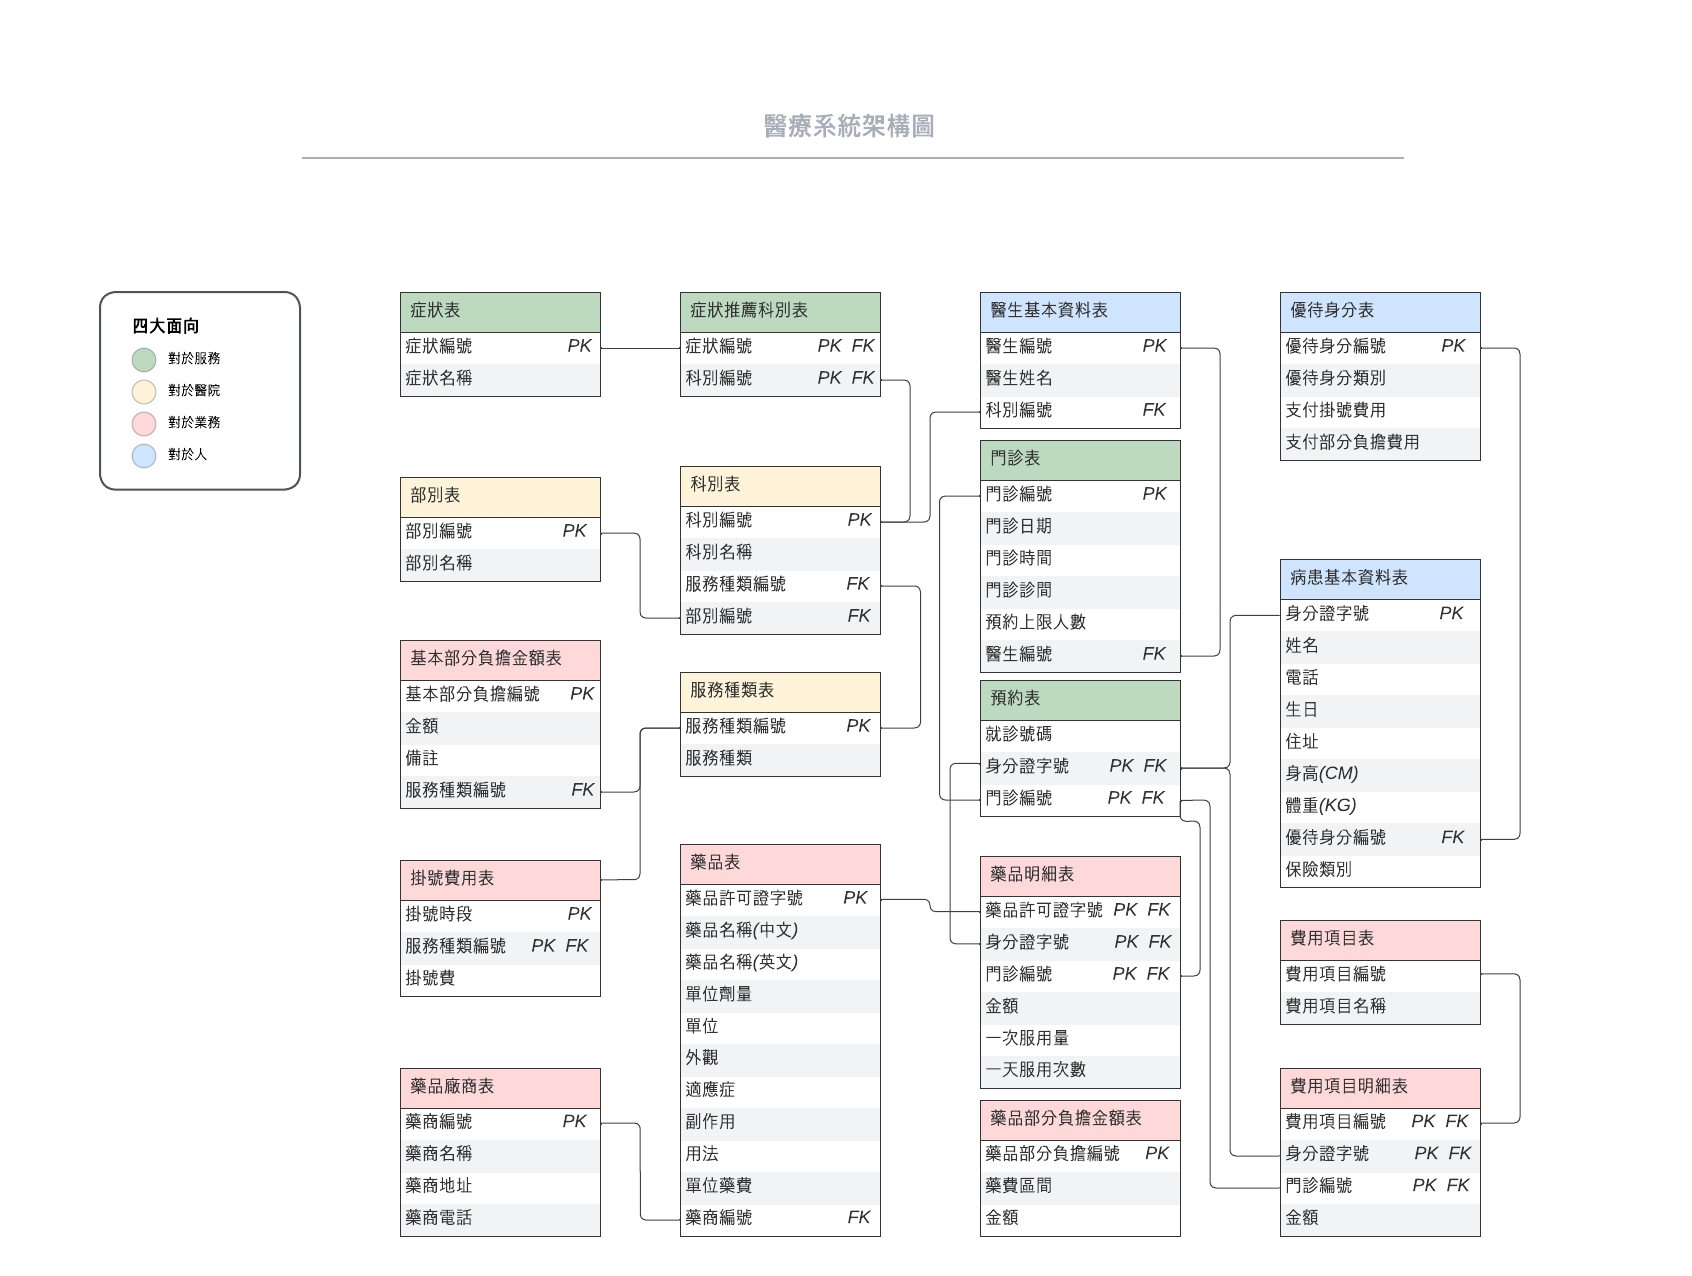 醫療系統架構圖
四大面向
對於服務
對於醫院
對於業務
對於人
症狀表
症狀編號 PK
症狀名稱
部別表
部別編號 PK
部別名稱
基本部分負擔金額表
基本部分負擔編號 PK
金額
備註
服務種類編號 FK
掛號費用表
掛號時段 PK
服務種類編號 PK FK
掛號費
藥品廠商表
藥商編號 PK
藥商名稱
藥商地址
藥商電話
症狀推薦科別表
症狀編號 PK FK
科別編號 PK FK
科別表
科別編號 PK
科別名稱
服務種類編號 FK
部別編號 FK
服務種類表
服務種類編號 PK
服務種類
藥品表
藥品許可證字號 PK
藥品名稱(中文)
藥品名稱(英文)
單位劑量
單位
外觀
適應症
副作用
用法
單位藥費
藥商編號 FK
醫生基本資料表
醫生編號 PK
醫生姓名
科別編號 FK
門診表
門診編號 PK
門診日期
門診時間
門診診間
預約上限人數
醫生編號 FK
預約表
就診號碼
身分證字號 PK FK
門診編號 PK FK
藥品明細表
藥品許可證字號 PK FK
身分證字號 PK FK
門診編號 PK FK
金額
一次服用量
一天服用次數
藥品部分負擔金額表
藥品部分負擔編號 PK
藥費區間
金額
優待身分表
優待身分編號 PK
優待身分類別
支付掛號費用
支付部分負擔費用
病患基本資料表
身分證字號 PK
姓名
電話
生日
住址
身高(CM)
體重(KG)
優待身分編號 FK
保險類別
費用項目表
費用項目編號
費用項目名稱
費用項目明細表
費用項目編號 PK FK
身分證字號 PK FK
門診編號 PK FK
金額